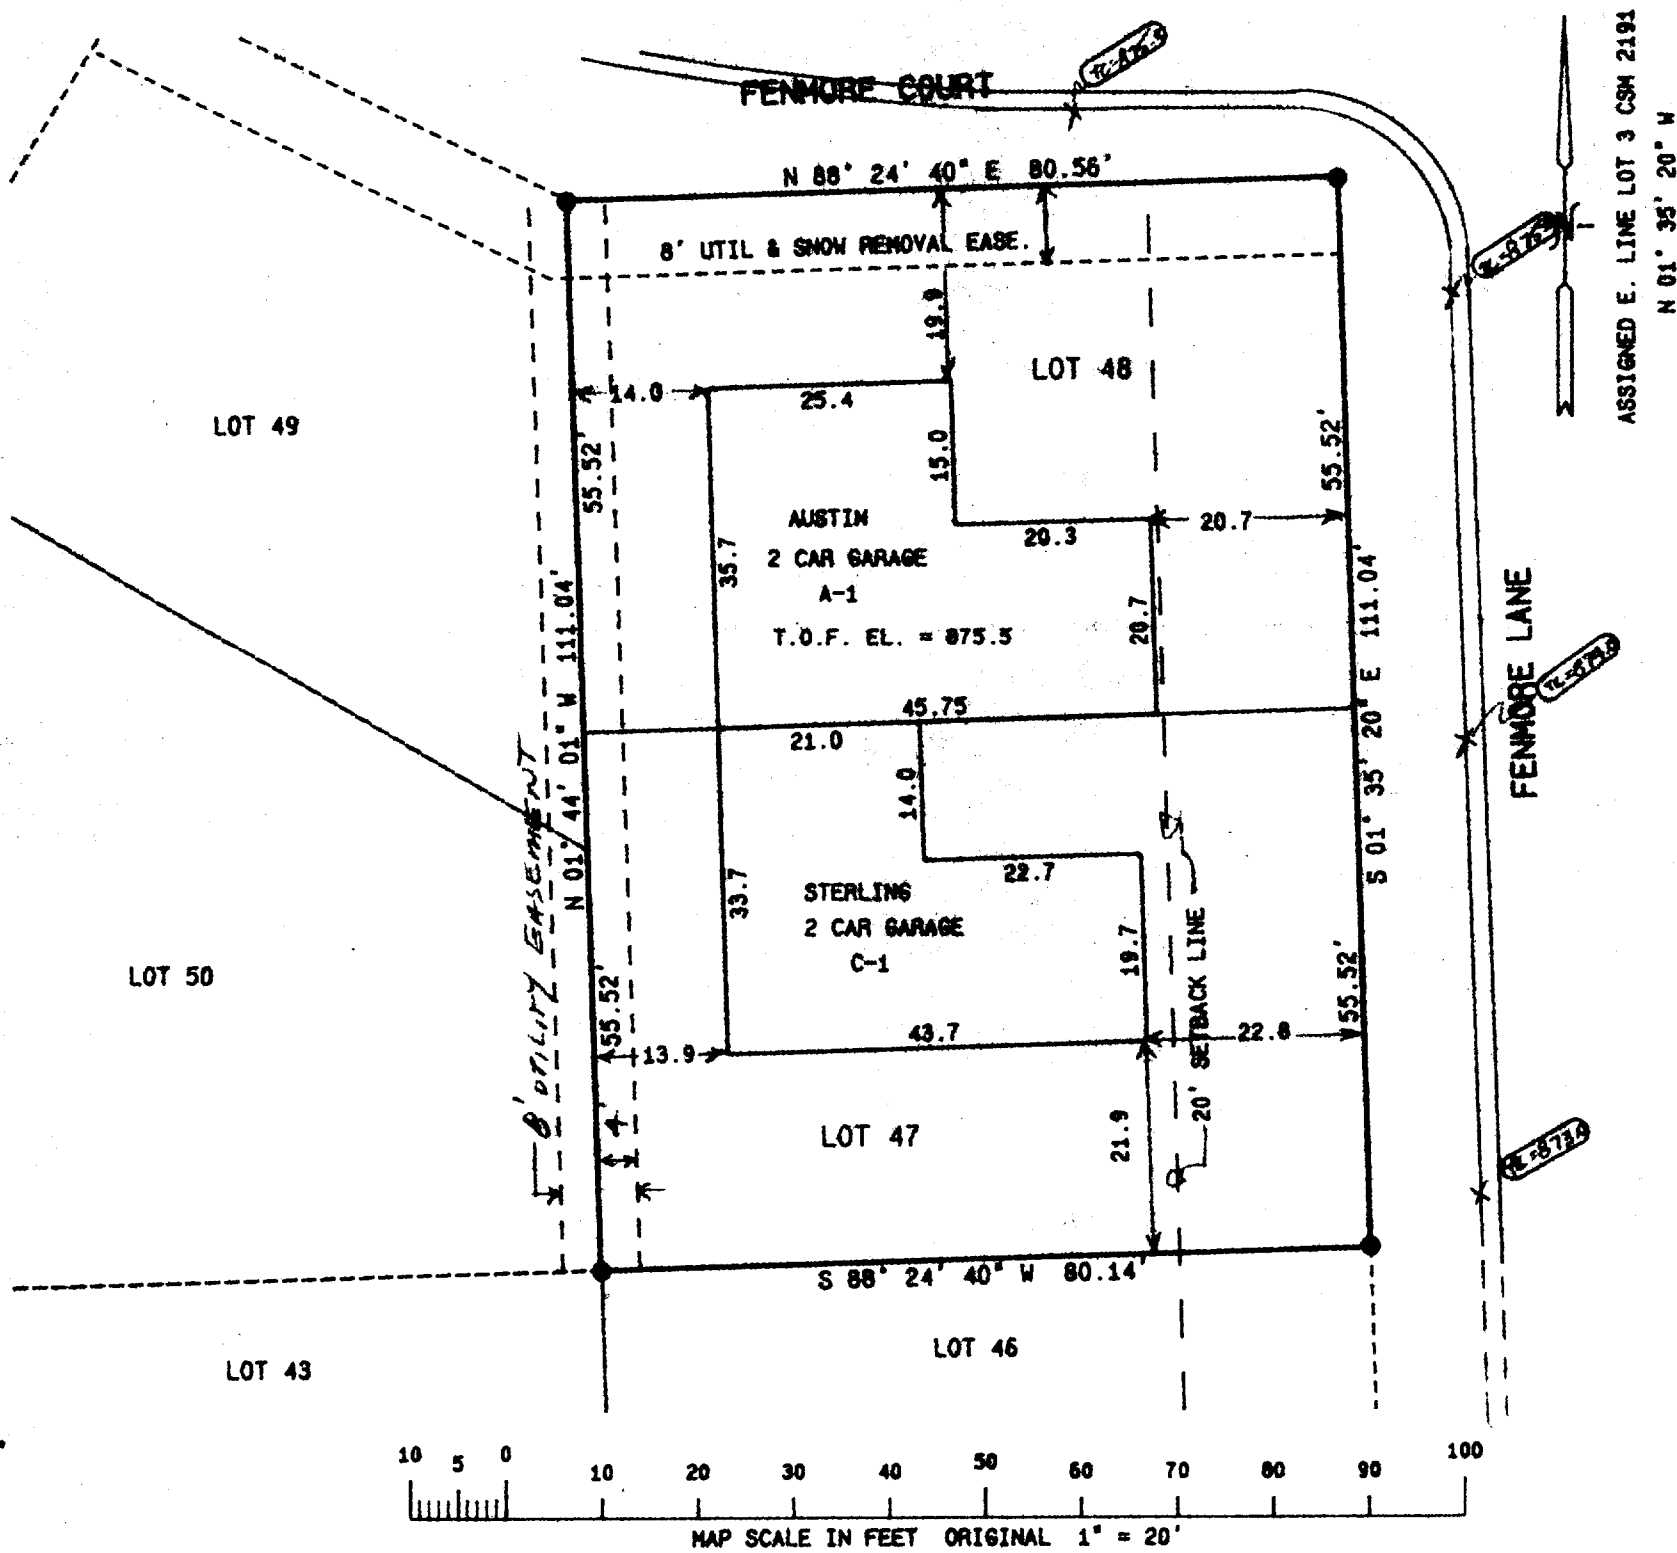 FENMORE COURT
N 88° 24' 40" E 80.56'
8' UTIL & SNOW REMOVAL EASE.
ASSIGNED E. LINE LOT 3 CSM 2191
N 01° 35' 20" W
19.9
LOT 48
14.0
25.4
LOT 49
55.52'
15.0
55.52'
AUSTIN
20.3
20.7
2 CAR GARAGE
35.7
A-1
N 01° 44' 01" W 111.04'
S 01° 35' 20" E 111.04'
T.O.F. EL. = 875.5
20.7
FENMORE LANE
45.75
21.0
14.0
22.7
STERLING
33.7
2 CAR GARAGE
C-1
19.7
8' UTILITY EASEMENT
LOT 50
55.52'
55.52'
20' SETBACK LINE
13.9
43.7
22.8
4'
LOT 47
21.9
TC=873.0
S 88° 24' 40" W 80.14'
LOT 43
LOT 46
10 5 0 10 20 30 40 50 60 70 80 90 100
MAP SCALE IN FEET ORIGINAL 1" = 20'